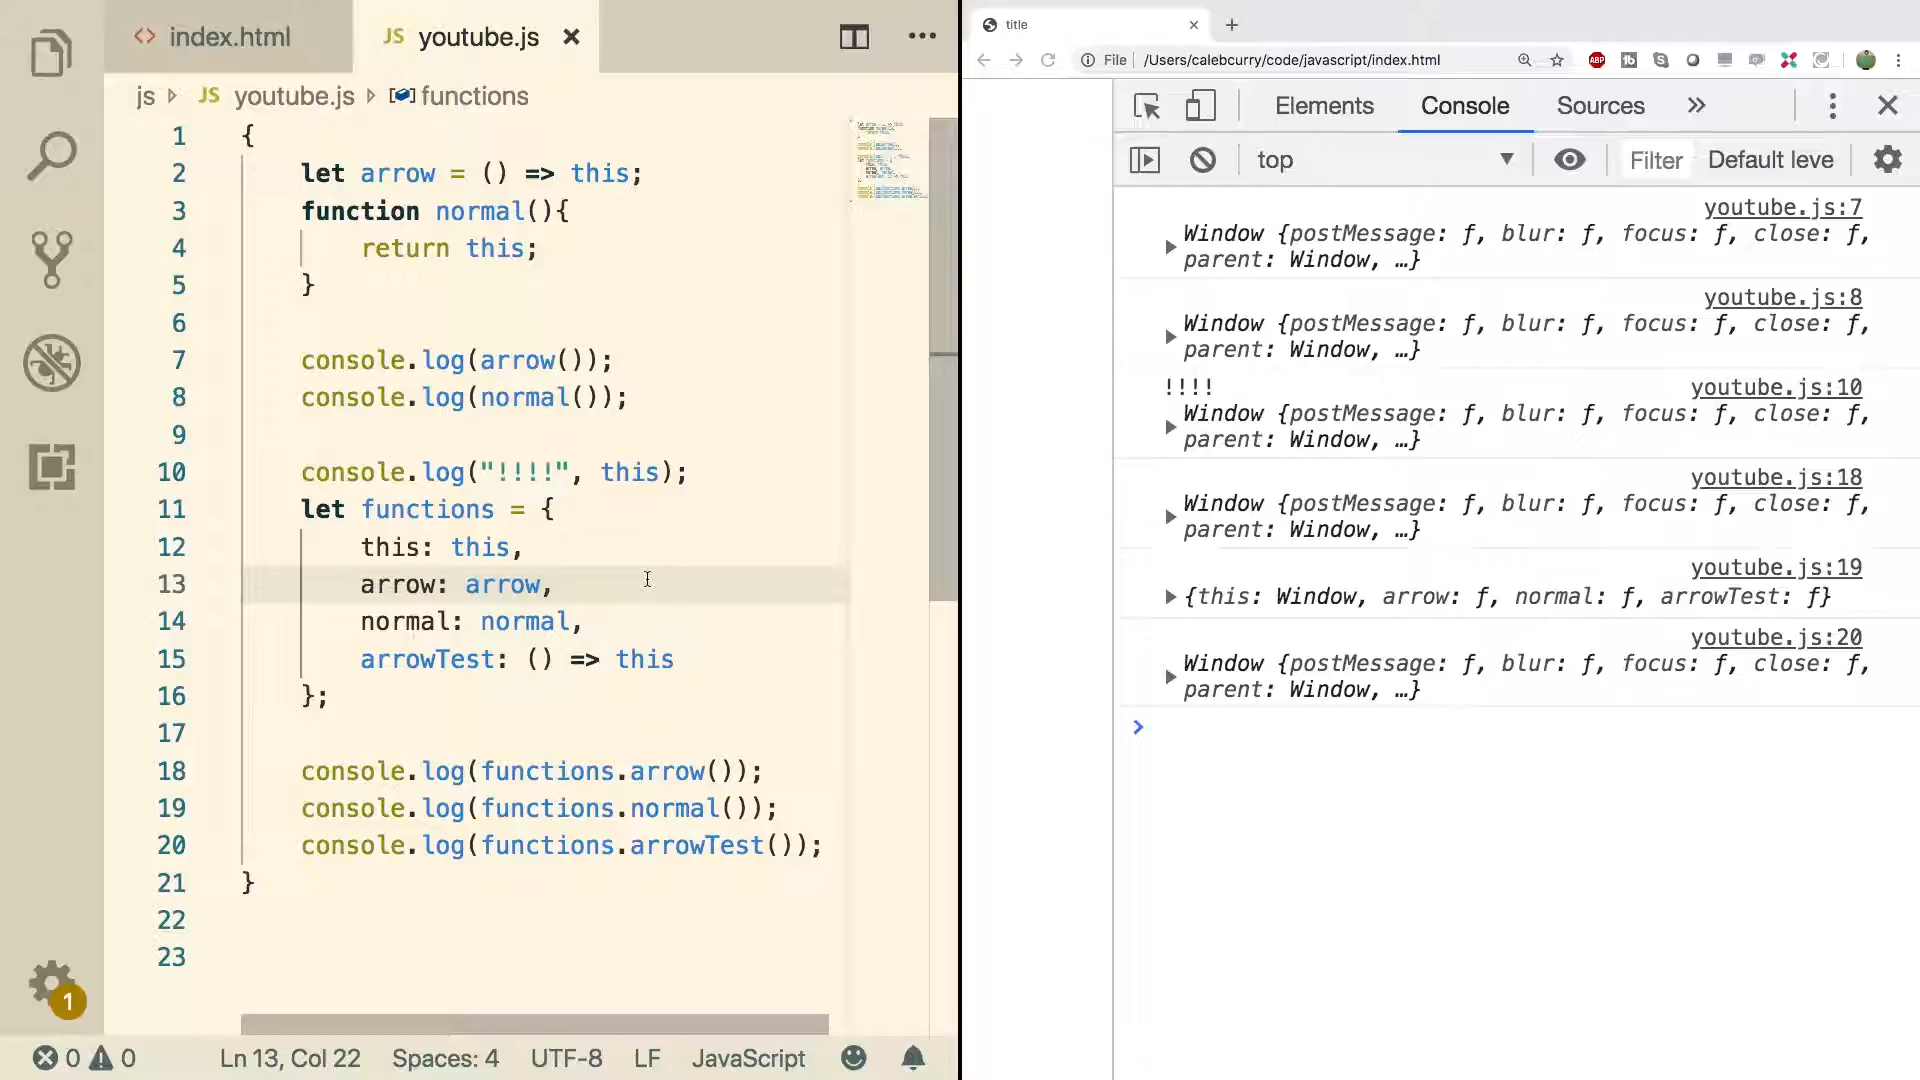 <> index.html
JS youtube.js
js JS youtube.js functions
1 {
2 let arrow = () => this;
3 function normal(){
4 return this;
5 }
6
7 console.log(arrow());
8 console.log(normal());
9
10 console.log("!!!!", this);
11 let functions = {
12 this: this,
13 arrow: arrow,
14 normal: normal,
15 arrowTest: () => this
16 };
17
18 console.log(functions.arrow());
19 console.log(functions.normal());
20 console.log(functions.arrowTest());
21 }
22
23
1
0 0 Ln 13, Col 22 Spaces: 4 UTF-8 LF JavaScript
title
File /Users/calebcurry/code/javascript/index.html ABP
Elements Console Sources »
top Filter Default leve
youtube.js:7
Window {postMessage: ƒ, blur: ƒ, focus: ƒ, close: ƒ,
parent: Window, …}
youtube.js:8
Window {postMessage: ƒ, blur: ƒ, focus: ƒ, close: ƒ,
parent: Window, …}
!!!! youtube.js:10
Window {postMessage: ƒ, blur: ƒ, focus: ƒ, close: ƒ,
parent: Window, …}
youtube.js:18
Window {postMessage: ƒ, blur: ƒ, focus: ƒ, close: ƒ,
parent: Window, …}
youtube.js:19
{this: Window, arrow: ƒ, normal: ƒ, arrowTest: ƒ}
youtube.js:20
Window {postMessage: ƒ, blur: ƒ, focus: ƒ, close: ƒ,
parent: Window, …}